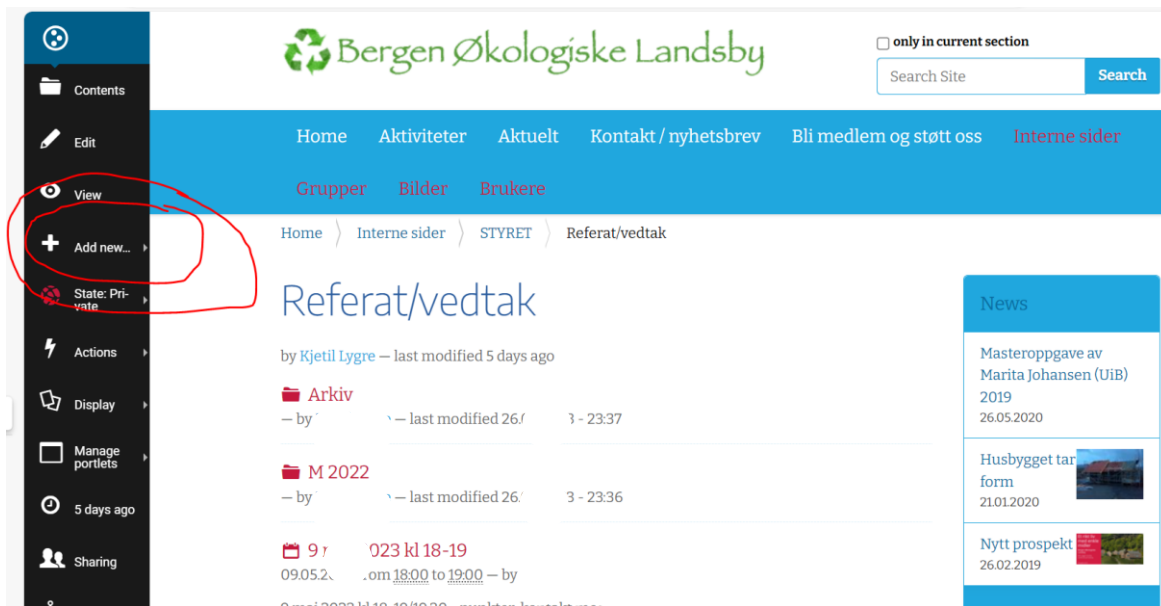 Bergen Økologiske Landsby
only in current section
Search Site
Search
Contents
Edit
View
Add new...
State: Pri-
vate
Actions
Display
Manage
portlets
5 days ago
Sharing
Home Aktiviteter Aktuelt Kontakt / nyhetsbrev Bli medlem og støtt oss Interne sider
Grupper Bilder Brukere
Home Interne sider STYRET Referat/vedtak
Referat/vedtak
by Kjetil Lygre — last modified 5 days ago
Arkiv
— by — last modified 26. - 23:37
M 2022
— by — last modified 26. - 23:36
9 023 kl 18-19
09.05.2 om 18:00 to 19:00 — by
News
Masteroppgave av
Marita Johansen (UiB)
2019
26.05.2020
Husbygget tar
form
21.01.2020
Nytt prospekt
26.02.2019